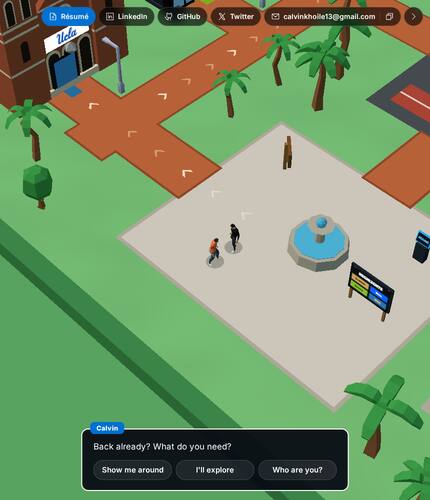 Résumé LinkedIn GitHub Twitter calvinkhoile13@gmail.com
Ucla
Calvin
Back already? What do you need?
Show me around I'll explore Who are you?